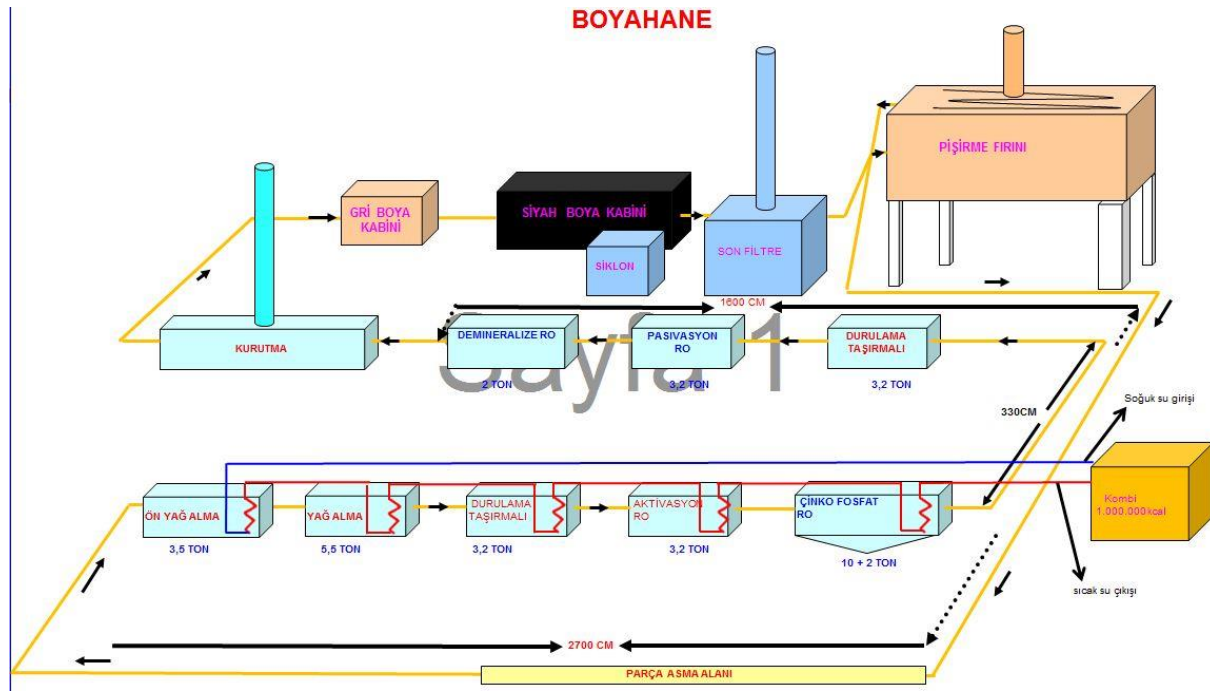 BOYAHANE
PİŞİRME FIRINI
GRİ BOYA
KABİNİ
SİYAH BOYA KABİNİ
SİKLON
SON FİLTRE
1600 CM
KURUTMA
DEMINERALIZE RO
2 TON
PASIVASYON
RO
3,2 TON
DURULAMA
TAŞIRMALI
3,2 TON
Sayfa 1
330CM
Soğuk su girişi
ÖN YAĞ ALMA
3,5 TON
YAĞ ALMA
5,5 TON
DURULAMA
TAŞIRMALI
3,2 TON
AKTİVASYON
RO
3,2 TON
ÇİNKO FOSFAT
RO
10 + 2 TON
Kombi
1.000.000kcal
sıcak su çıkışı
2700 CM
PARÇA ASMA ALANI